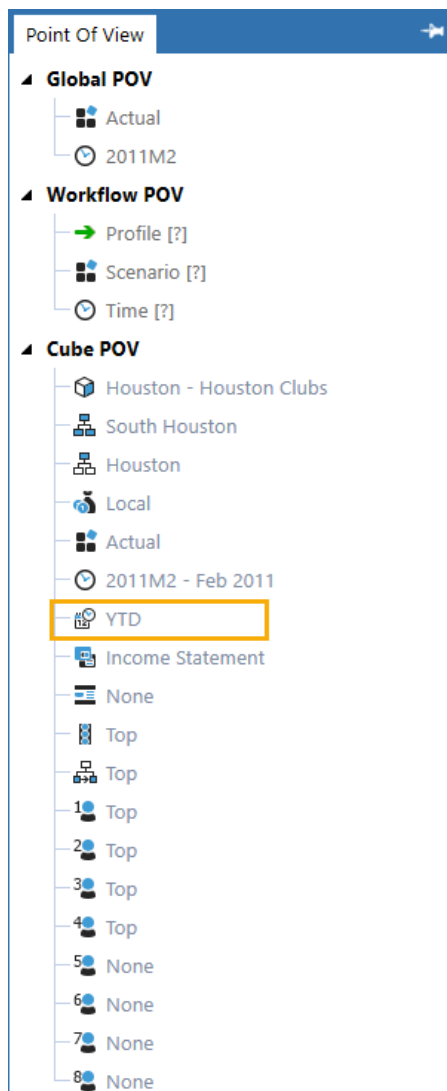 Point Of View
Global POV
Actual
2011M2
Workflow POV
Profile [?]
Scenario [?]
Time [?]
Cube POV
Houston - Houston Clubs
South Houston
Houston
Local
Actual
2011M2 - Feb 2011
YTD
Income Statement
None
Top
Top
1 Top
2 Top
3 Top
4 Top
5 None
6 None
7 None
8 None